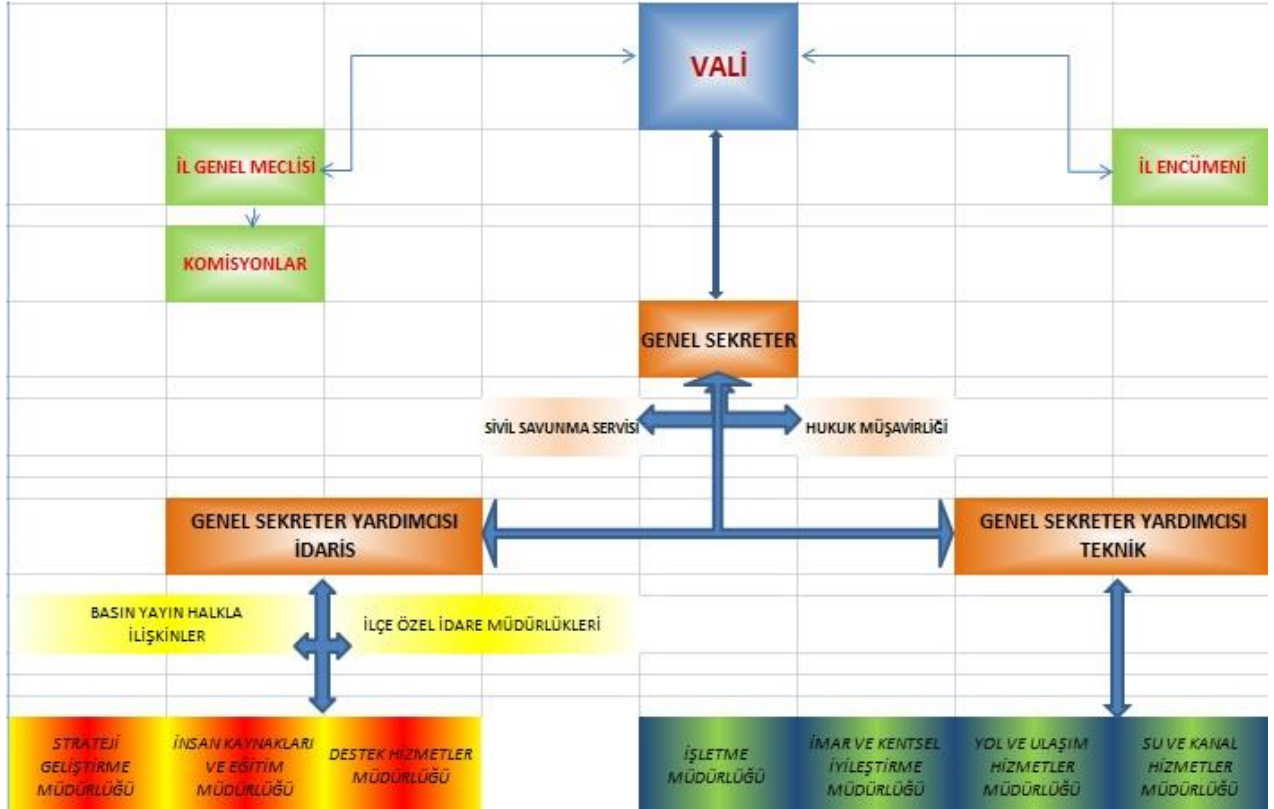 VALİ
İL GENEL MECLİSİ
İL ENCÜMENİ
KOMİSYONLAR
GENEL SEKRETER
SİVİL SAVUNMA SERVİSİ
HUKUK MÜŞAVİRLİĞİ
GENEL SEKRETER YARDIMCISI
İDARİS
GENEL SEKRETER YARDIMCISI
TEKNİK
BASIN YAYIN HALKLA
İLİŞKİNLER
İLÇE ÖZEL İDARE MÜDÜRLÜKLERİ
STRATEJİ
GELİŞTİRME
MÜDÜRLÜĞÜ
İNSAN KAYNAKLARI
VE EĞİTİM
MÜDÜRLÜĞÜ
DESTEK HİZMETLER
MÜDÜRLÜĞÜ
İŞLETME
MÜDÜRLÜĞÜ
İMAR VE KENTSEL
İYİLEŞTİRME
MÜDÜRLÜĞÜ
YOL VE ULAŞIM
HİZMETLER
MÜDÜRLÜĞÜ
SU VE KANAL
HİZMETLER
MÜDÜRLÜĞÜ